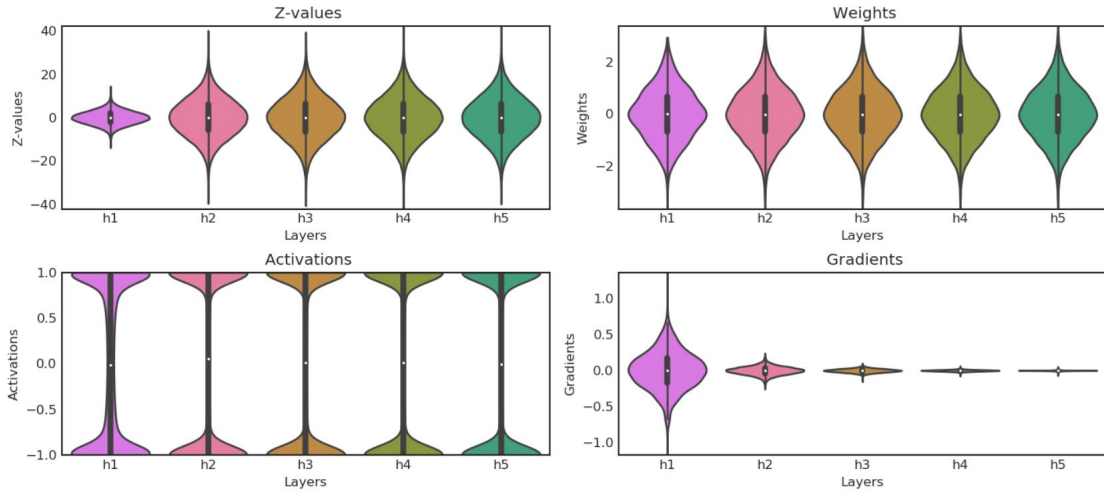 Z-values
40
20
0
−20
−40
Z-values
h1 h2 h3 h4 h5
Layers
Weights
2
0
−2
Weights
h1 h2 h3 h4 h5
Layers
Activations
1.0
0.5
0.0
−0.5
−1.0
Activations
h1 h2 h3 h4 h5
Layers
Gradients
1.0
0.5
0.0
−0.5
−1.0
Gradients
h1 h2 h3 h4 h5
Layers